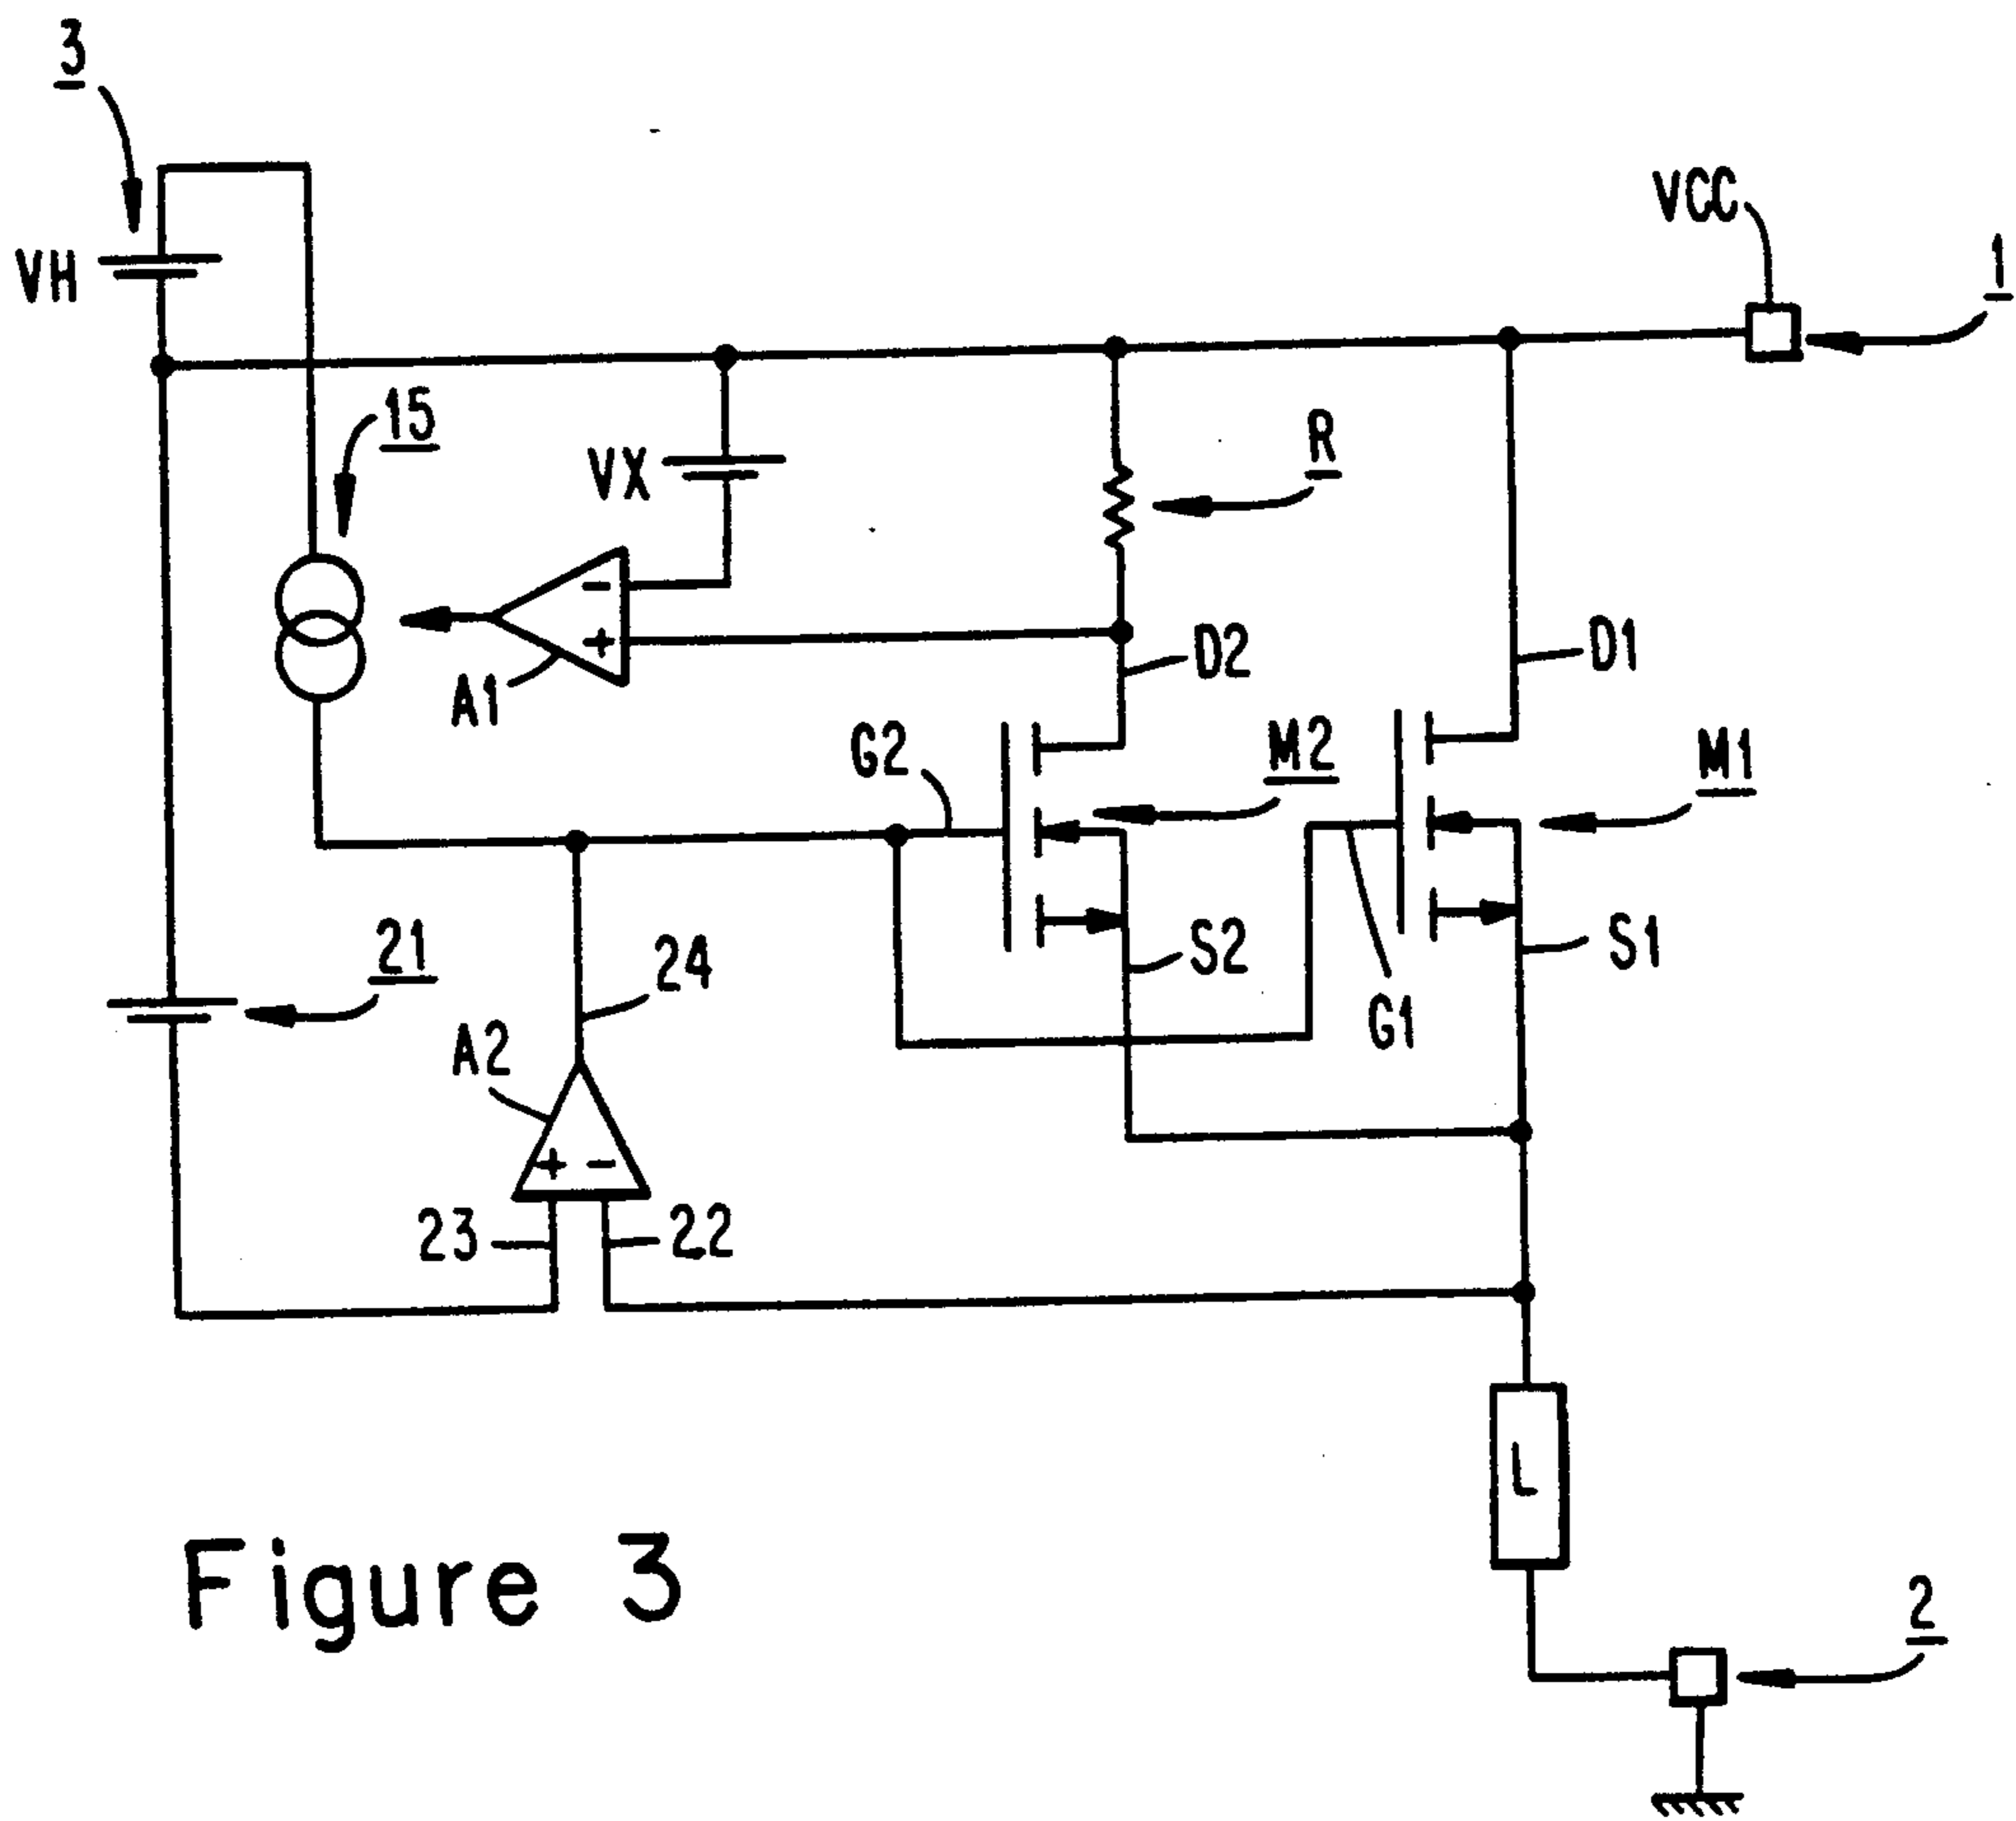 3
VCC
1
VH
15
R
VX
-
+
D2
D1
A1
G2
M2
M1
21
24
S2
S1
A2
G1
+ -
23
22
L
Figure 3
2